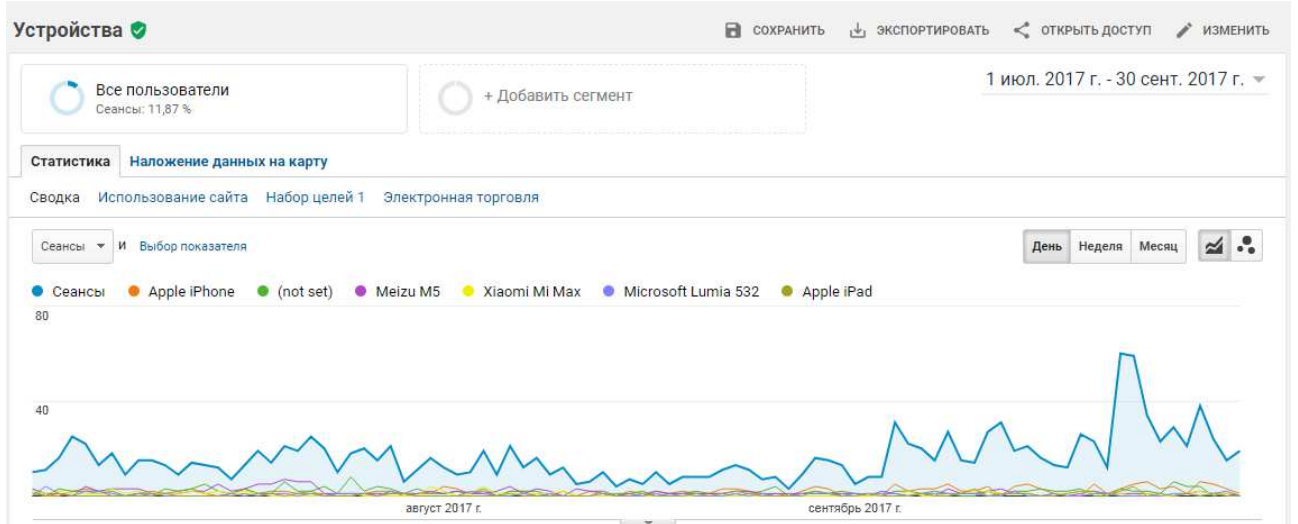 Устройства
СОХРАНИТЬ ЭКСПОРТИРОВАТЬ ОТКРЫТЬ ДОСТУП ИЗМЕНИТЬ
Все пользователи
Сеансы: 11,87 %
+ Добавить сегмент
1 июл. 2017 г. - 30 сент. 2017 г.
Статистика Наложение данных на карту
Сводка Использование сайта Набор целей 1 Электронная торговля
Сеансы и Выбор показателя
День Неделя Месяц
Сеансы Apple iPhone (not set) Meizu M5 Xiaomi Mi Max Microsoft Lumia 532 Apple iPad
80
40
август 2017 г. сентябрь 2017 г.